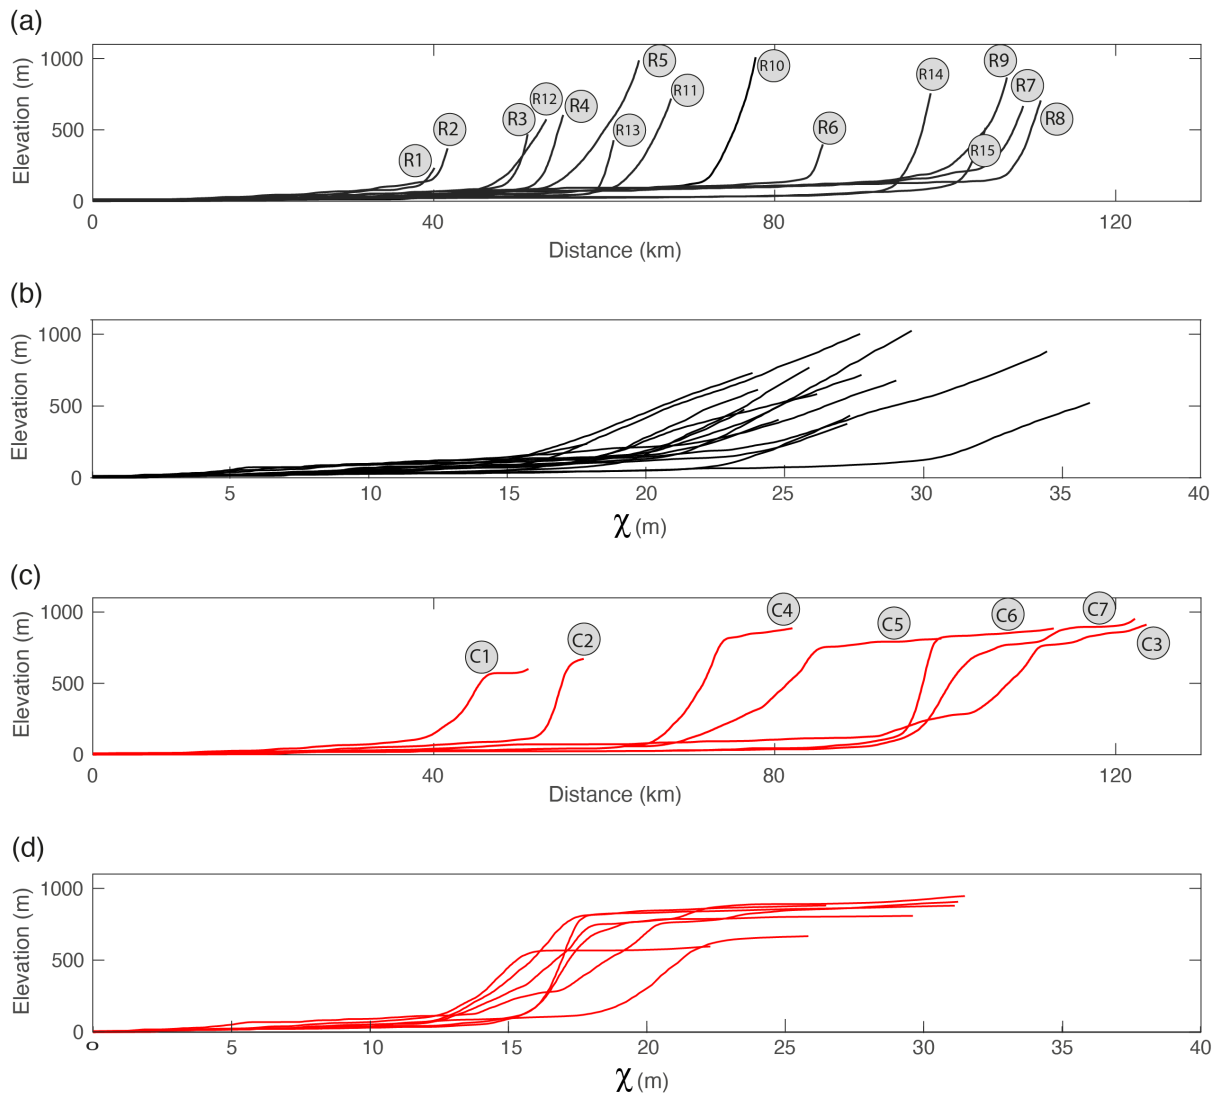 (a)
Elevation (m)
1000
500
0
R1
R2
R3
R12
R4
R5
R13
R11
R10
R6
R14
R9
R7
R15
R8
0 40 80 120
Distance (km)
(b)
Elevation (m)
1000
500
0
5 10 15 20 25 30 35 40
χ (m)
(c)
Elevation (m)
1000
500
0
C1
C2
C4
C5
C6
C7
C3
0 40 80 120
Distance (km)
(d)
Elevation (m)
1000
500
0
0 5 10 15 20 25 30 35 40
χ (m)